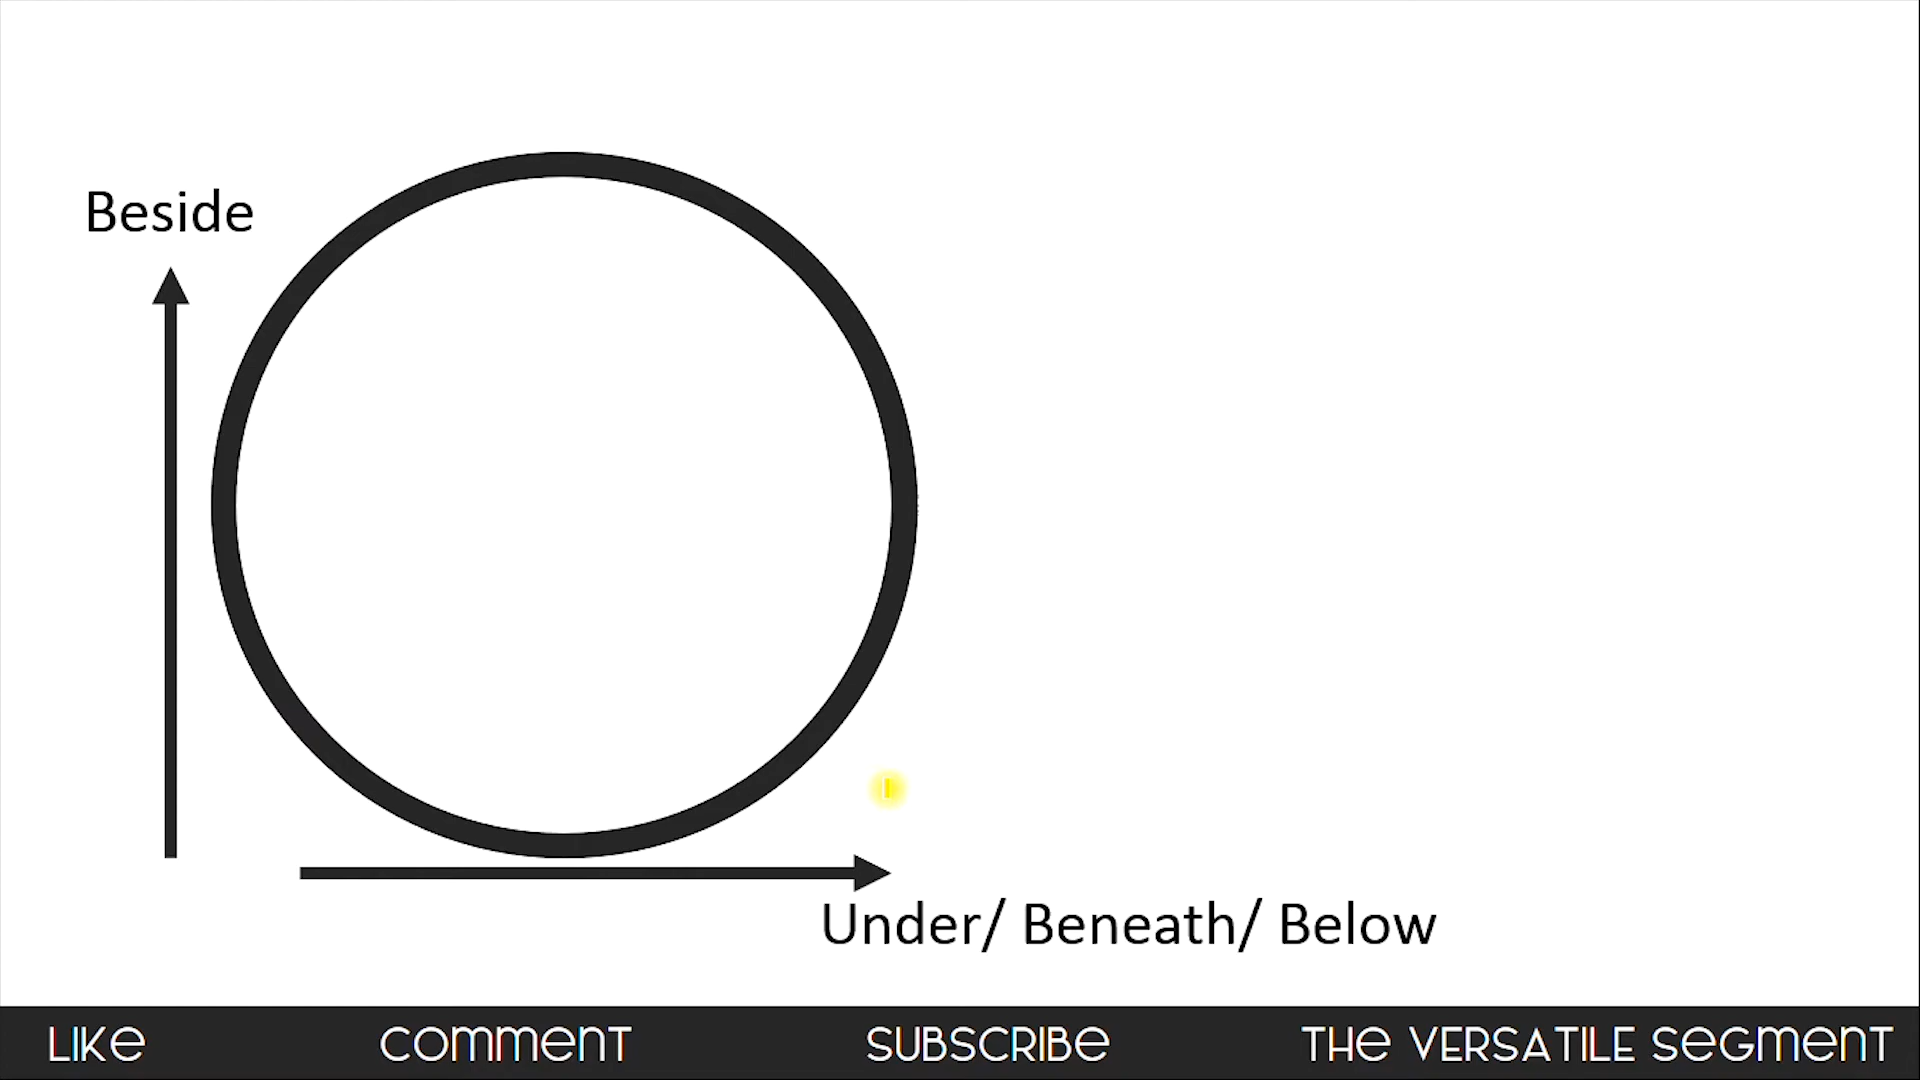 Beside
Under/ Beneath/ Below
LIKE COMMENT SUBSCRIBE THE VERSATILE SEGMENT